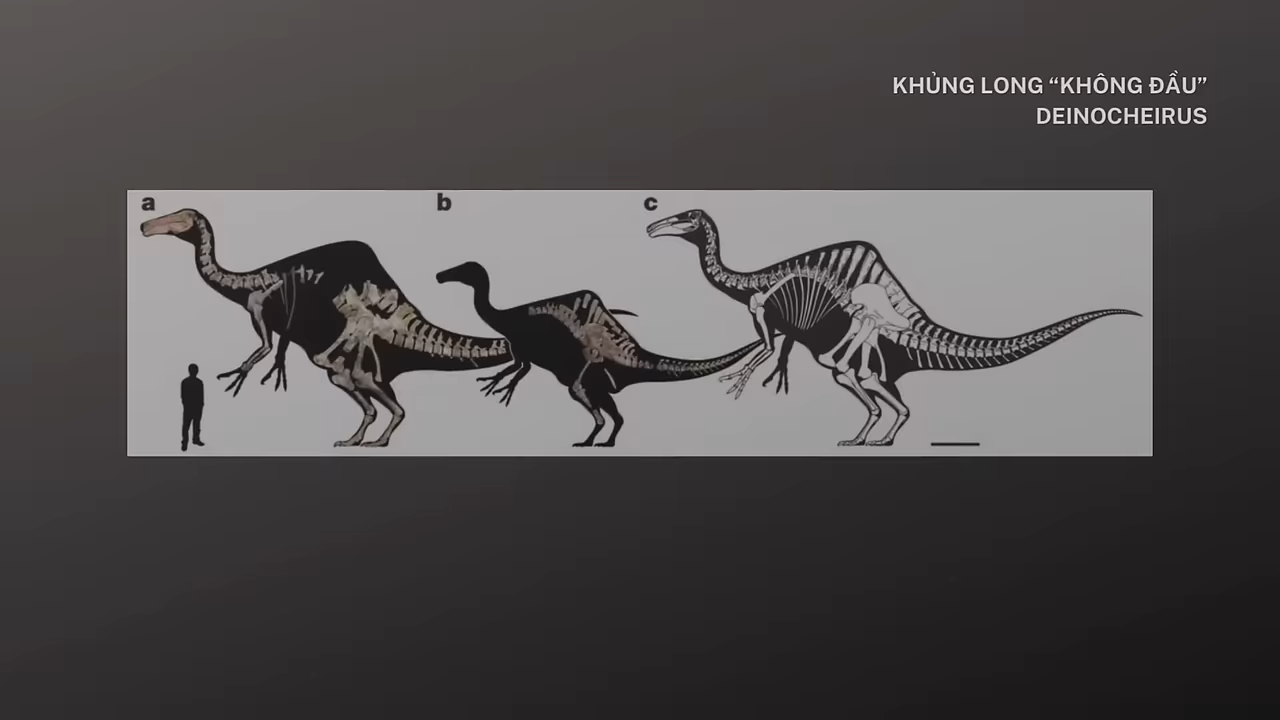 KHỦNG LONG “KHÔNG ĐẦU”
DEINOCHEIRUS
a
b
c